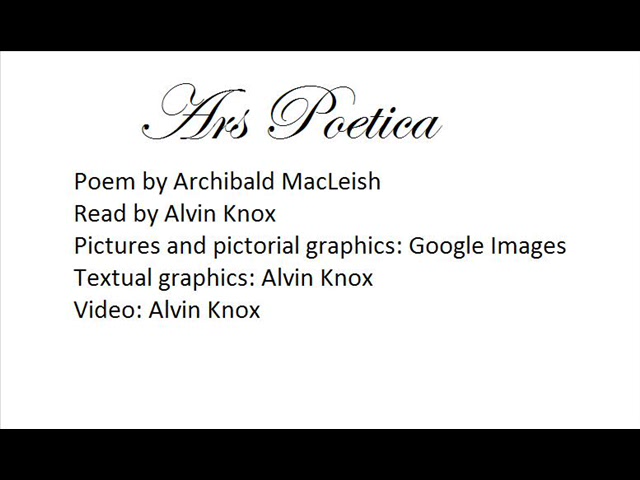 Ars Poetica
Poem by Archibald MacLeish
Read by Alvin Knox
Pictures and pictorial graphics: Google Images
Textual graphics: Alvin Knox
Video: Alvin Knox